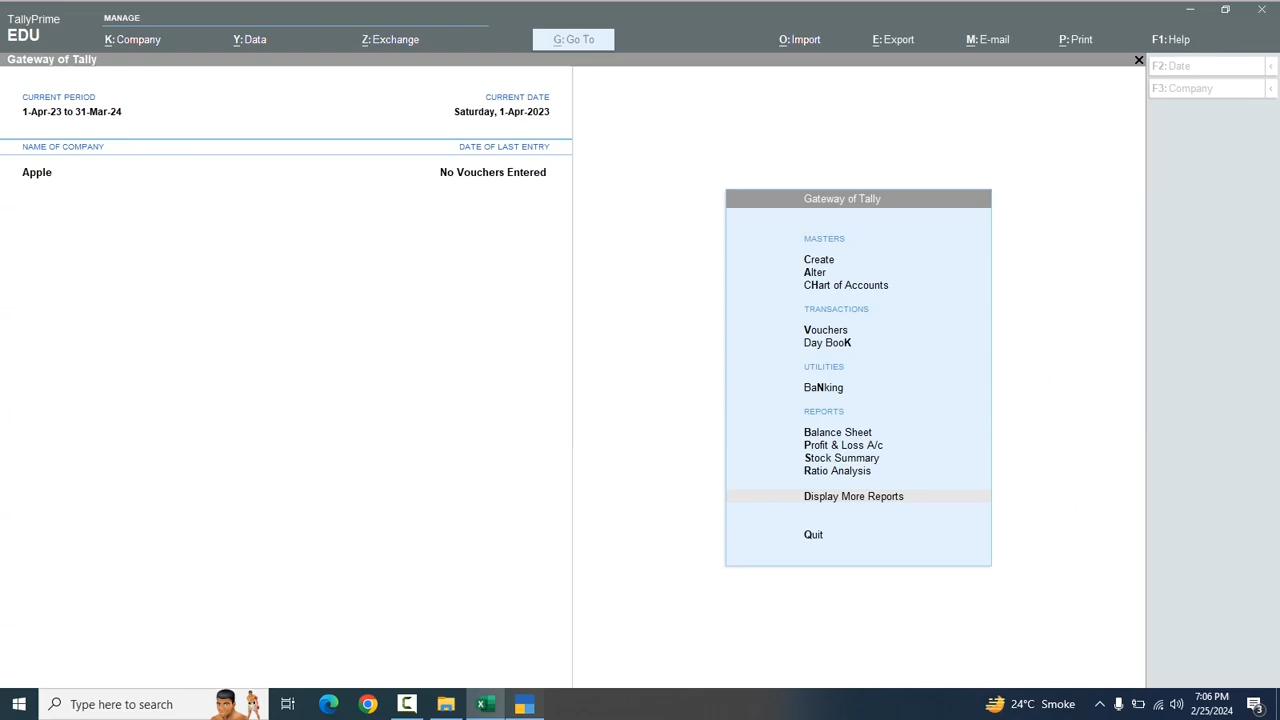 TallyPrime
EDU
MANAGE
K: Company
Y: Data
Z: Exchange
G: Go To
O: Import
E: Export
M: E-mail
P: Print
F1: Help
Gateway of Tally
F2: Date
F3: Company
CURRENT PERIOD
CURRENT DATE
1-Apr-23 to 31-Mar-24
Saturday, 1-Apr-2023
NAME OF COMPANY
DATE OF LAST ENTRY
Apple
No Vouchers Entered
Gateway of Tally
MASTERS
Create
Alter
CHart of Accounts
TRANSACTIONS
Vouchers
Day BooK
UTILITIES
BaNking
REPORTS
Balance Sheet
Profit & Loss A/c
Stock Summary
Ratio Analysis
Display More Reports
Quit
Type here to search
24°C Smoke
7:06 PM
2/25/2024
3